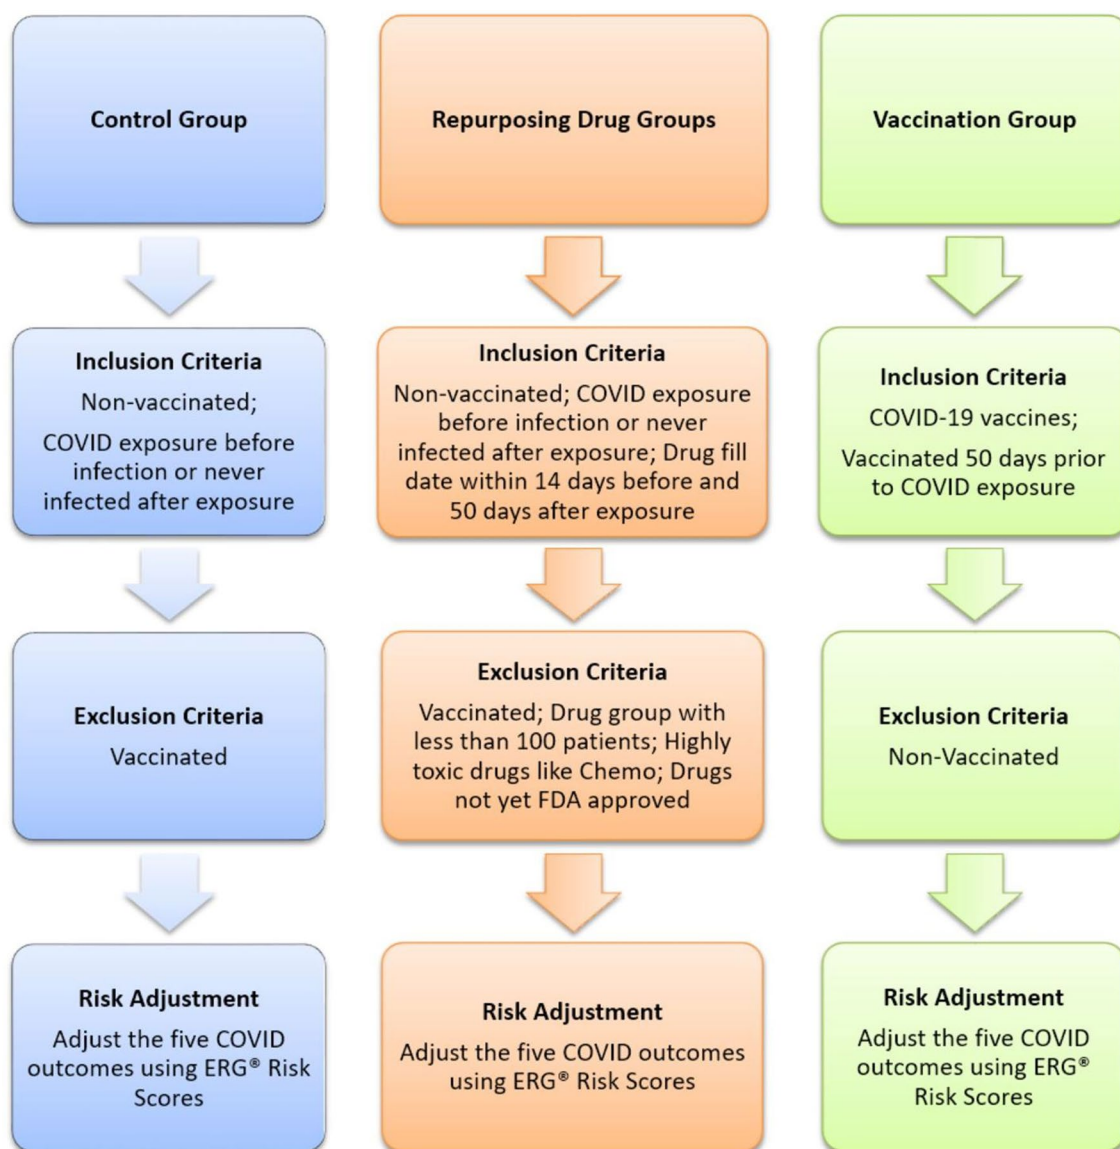 Control Group
Repurposing Drug Groups
Vaccination Group
Inclusion Criteria
Non-vaccinated;
COVID exposure before
infection or never
infected after exposure
Inclusion Criteria
Non-vaccinated; COVID exposure
before infection or never
infected after exposure; Drug fill
date within 14 days before and
50 days after exposure
Inclusion Criteria
COVID-19 vaccines;
Vaccinated 50 days prior
to COVID exposure
Exclusion Criteria
Vaccinated
Exclusion Criteria
Vaccinated; Drug group with
less than 100 patients; Highly
toxic drugs like Chemo; Drugs
not yet FDA approved
Exclusion Criteria
Non-Vaccinated
Risk Adjustment
Adjust the five COVID
outcomes using ERG® Risk
Scores
Risk Adjustment
Adjust the five COVID outcomes
using ERG® Risk Scores
Risk Adjustment
Adjust the five COVID
outcomes using ERG®
Risk Scores